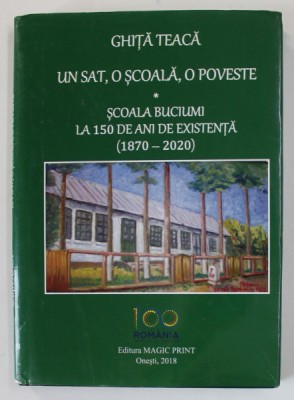 GHIȚĂ TEACĂ
UN SAT, O ȘCOALĂ, O POVESTE
*
ȘCOALA BUCIUMI
LA 150 DE ANI DE EXISTENȚĂ
(1870 – 2020)
100
ROMÂNIA
Editura MAGIC PRINT
Onești, 2018